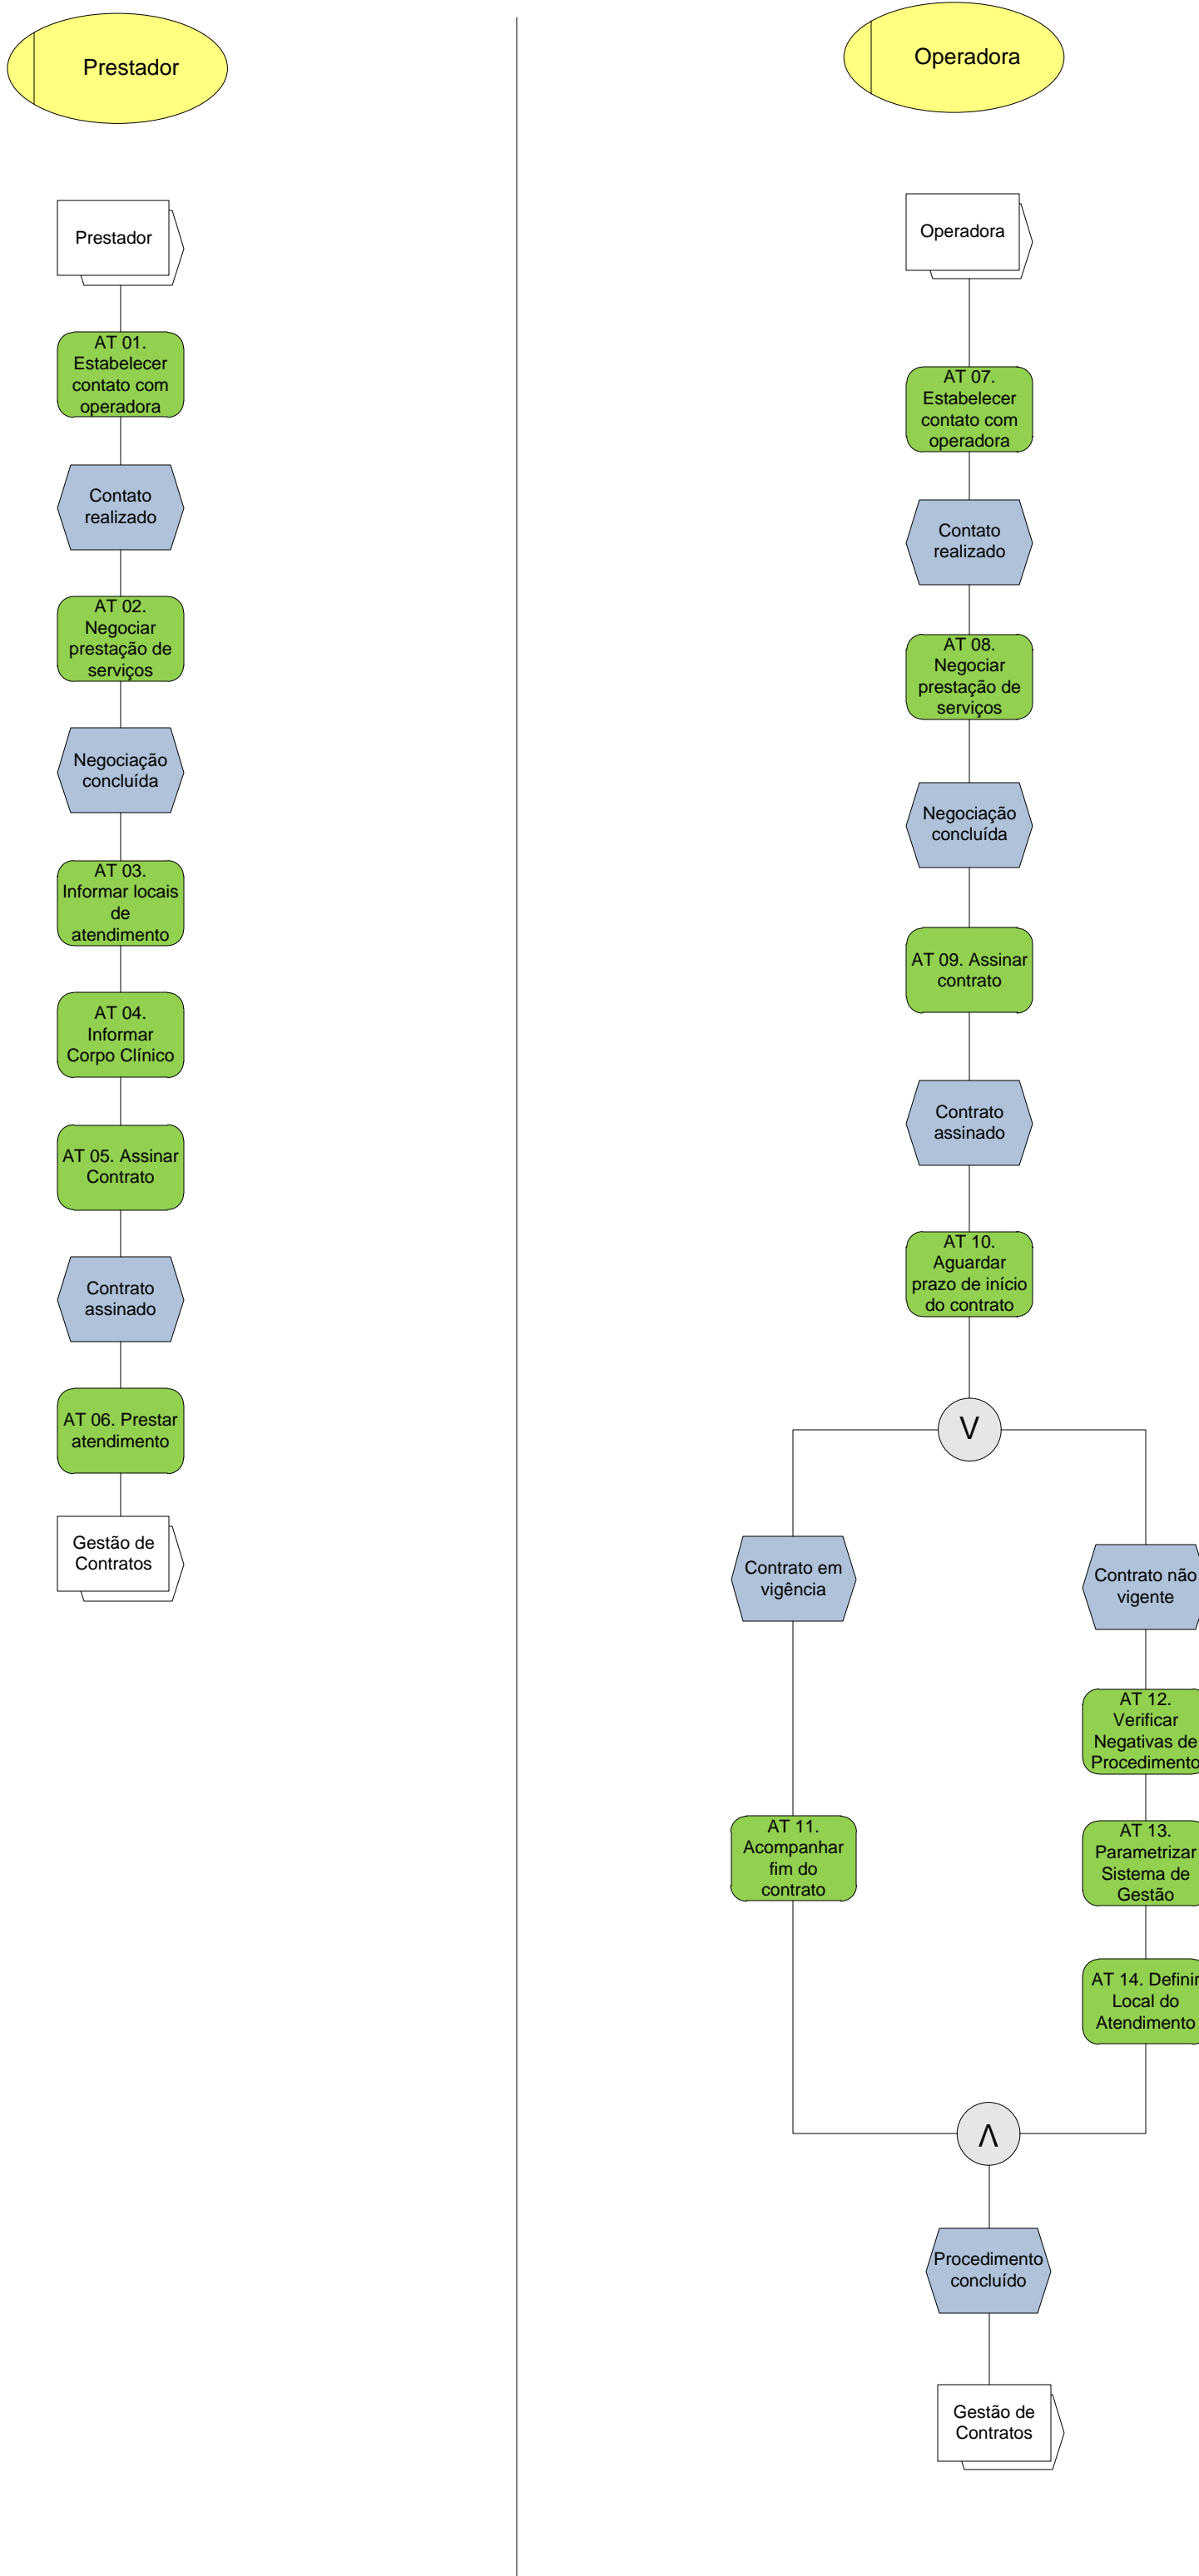 Prestador
Prestador
AT 01.
Estabelecer
contato com
operadora
Contato
realizado
AT 02.
Negociar
prestação de
serviços
Negociação
concluída
AT 03.
Informar locais
de
atendimento
AT 04.
Informar
Corpo Clínico
AT 05. Assinar
Contrato
Contrato
assinado
AT 06. Prestar
atendimento
Gestão de
Contratos
Operadora
Operadora
AT 07.
Estabelecer
contato com
operadora
Contato
realizado
AT 08.
Negociar
prestação de
serviços
Negociação
concluída
AT 09. Assinar
contrato
Contrato
assinado
AT 10.
Aguardar
prazo de início
do contrato
V
Contrato em
vigência
AT 11.
Acompanhar
fim do
contrato
Contrato não
vigente
AT 12.
Verificar
Negativas de
Procedimento
AT 13.
Parametrizar
Sistema de
Gestão
AT 14. Definir
Local do
Atendimento
Λ
Procedimento
concluído
Gestão de
Contratos